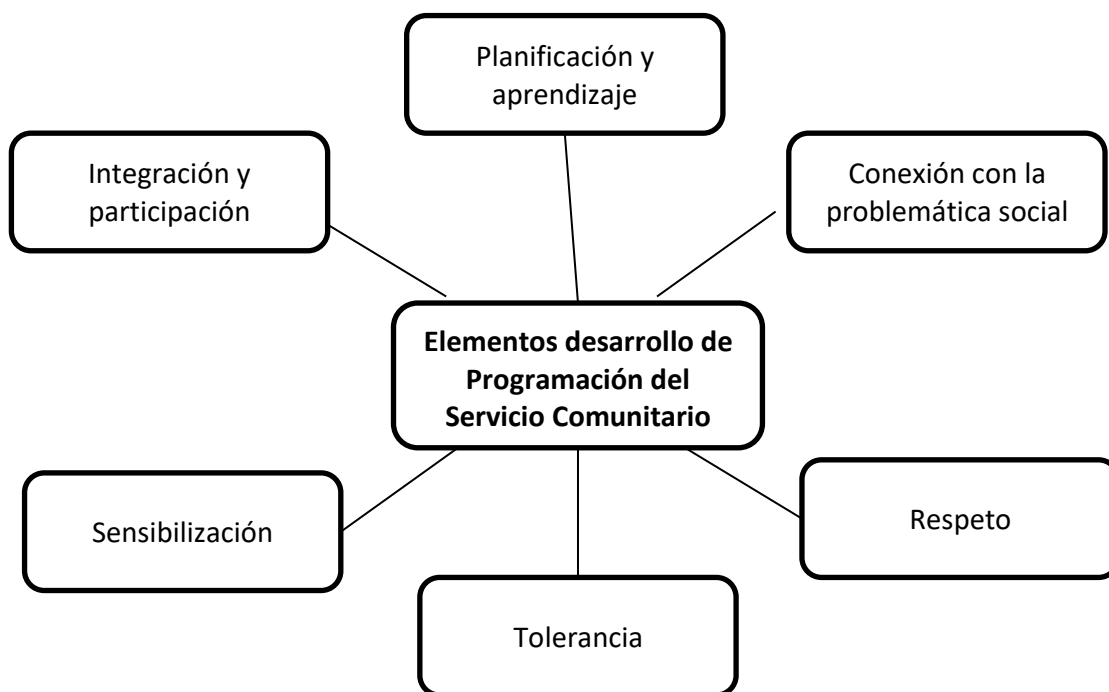 Planificación y
aprendizaje
Integración y
participación
Conexión con la
problemática social
Elementos desarrollo de
Programación del
Servicio Comunitario
Sensibilización
Respeto
Tolerancia